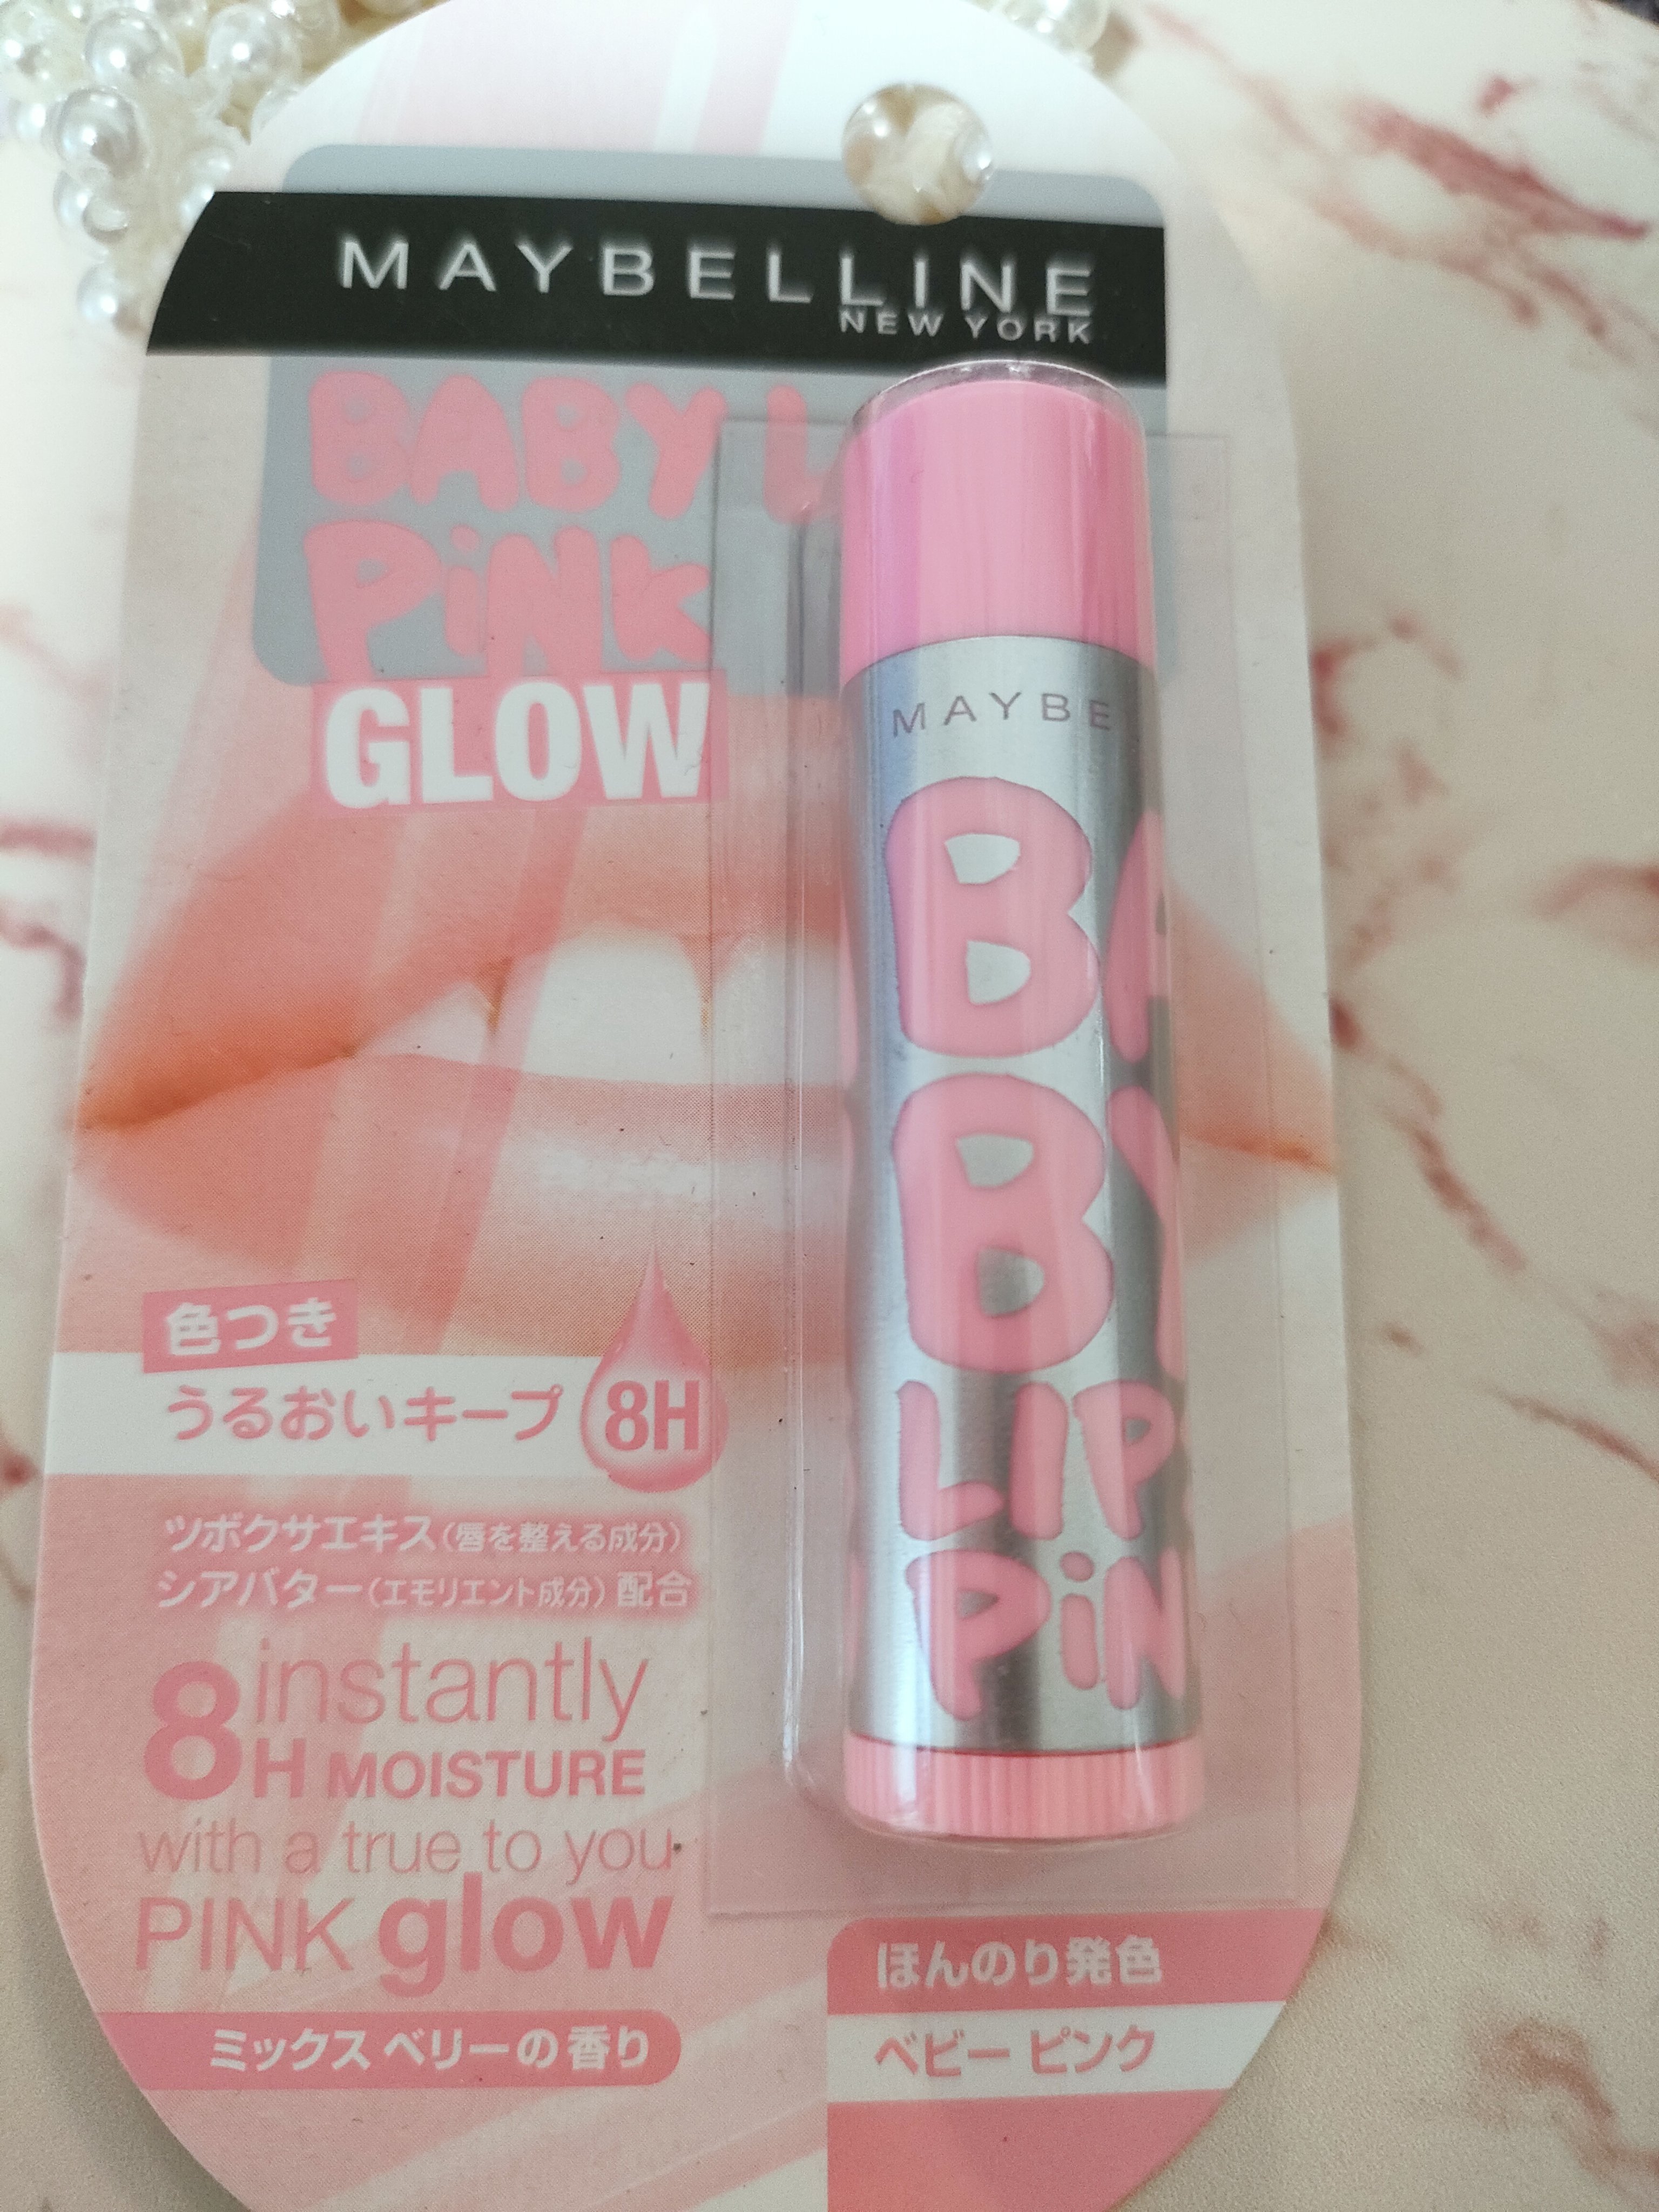 MAYBELLINE
NEW YORK
BABY L
PiNK
GLOW
MAYBE
BA
BY
LIP
PiN
色つき
うるおいキープ 8H
ツボクサエキス(唇を整える成分)
シアバター(エモリエント成分)配合
instantly
8H MOISTURE
with a true to you
PINK glow
ミックス ベリーの香り
ほんのり発色
ベビー ピンク